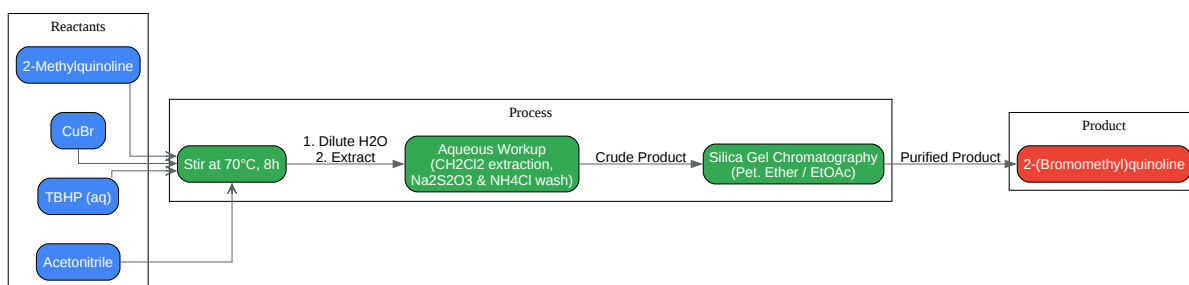 Reactants
2-Methylquinoline
CuBr
TBHP (aq)
Acetonitrile
Process
Stir at 70°C, 8h
1. Dilute H2O
2. Extract
Aqueous Workup
(CH2Cl2 extraction,
Na2S2O3 & NH4Cl wash)
Crude Product
Silica Gel Chromatography
(Pet. Ether / EtOAc)
Purified Product
Product
2-(Bromomethyl)quinoline